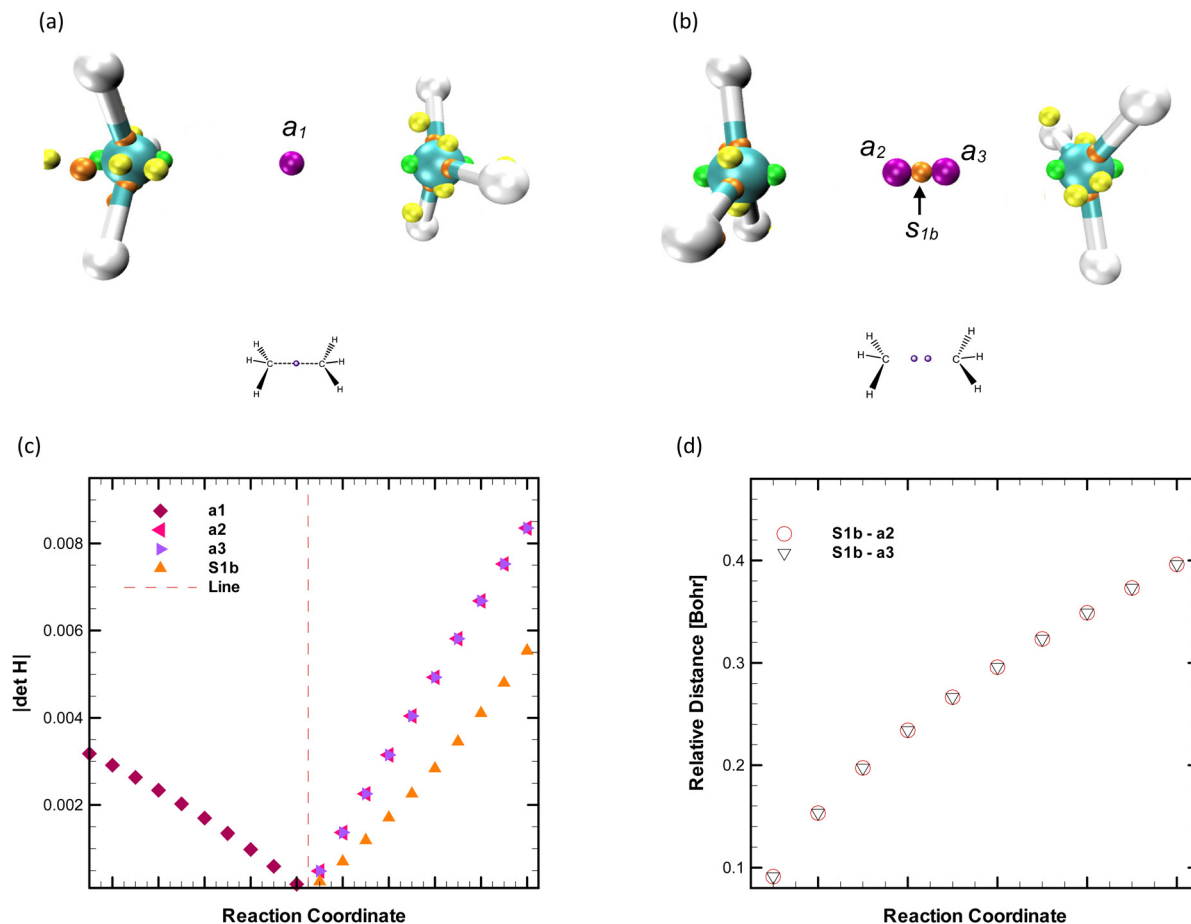 (a)
(b)
a1
a2
a3
s1b
H
H
H
C
C
H
H
H
H
H
H
C
C
H
H
H
(c)
(d)
a1
a2
a3
S1b
Line
0.008
0.006
0.004
0.002
|det H|
Reaction Coordinate
S1b - a2
S1b - a3
0.4
0.3
0.2
0.1
Relative Distance [Bohr]
Reaction Coordinate